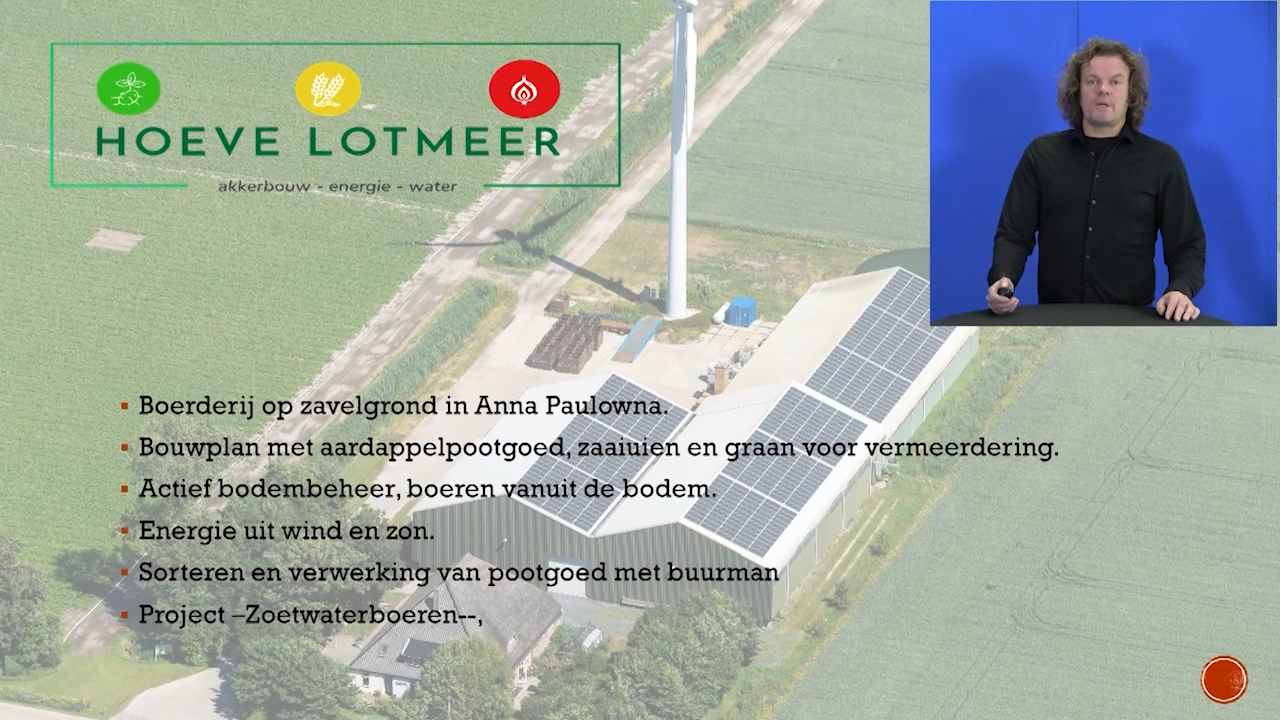 HOEVE LOTMEER
akkerbouw - energie - water
Boerderij op zavelgrond in Anna Paulowna.
Bouwplan met aardappelpootgoed, zaaiuien en graan voor vermeerdering.
Actief bodembeheer, boeren vanuit de bodem.
Energie uit wind en zon.
Sorteren en verwerking van pootgoed met buurman
Project –Zoetwaterboeren--,